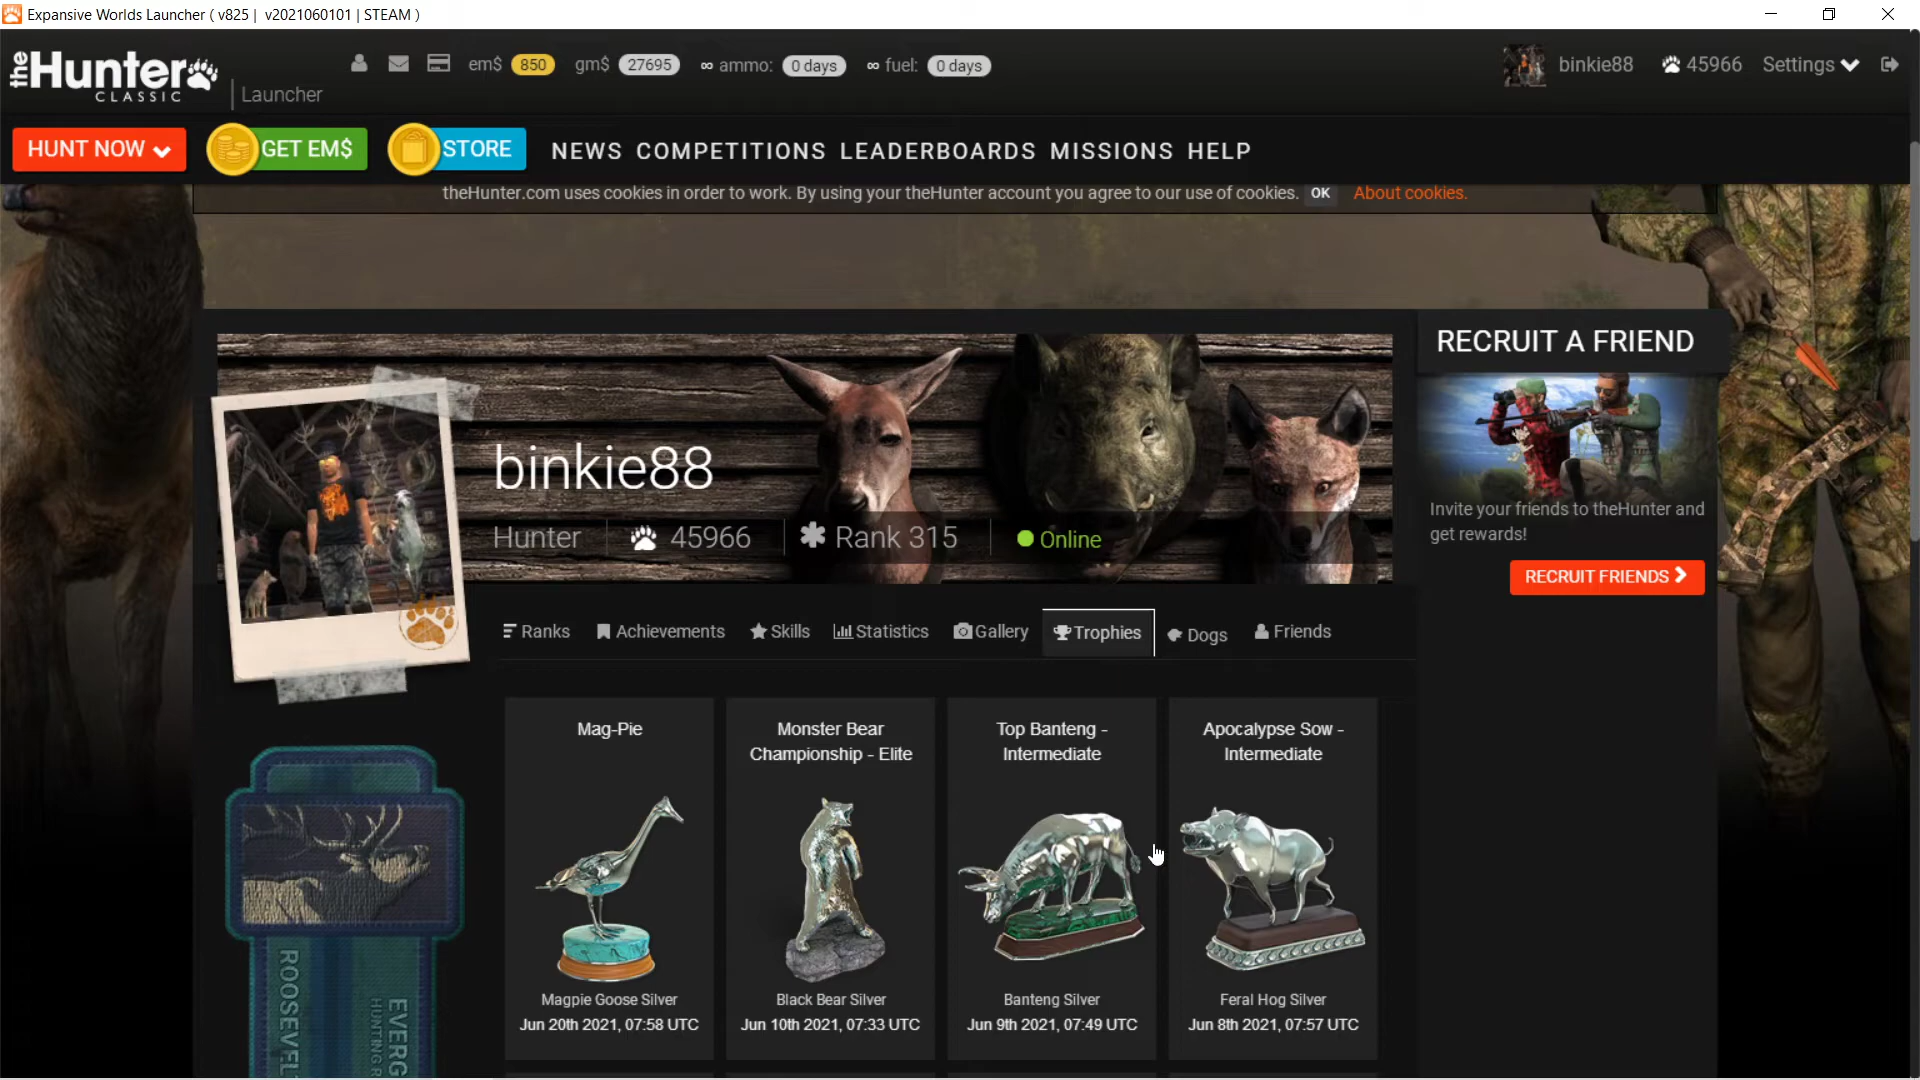 Expansive Worlds Launcher ( v825 | v2021060101 | STEAM )
theHunter CLASSIC
Launcher
em$ 850 gm$ 27695 ∞ ammo: 0 days ∞ fuel: 0 days
binkie88 45966 Settings
HUNT NOW GET EM$ STORE NEWS COMPETITIONS LEADERBOARDS MISSIONS HELP
theHunter.com uses cookies in order to work. By using your theHunter account you agree to our use of cookies. OK About cookies.
RECRUIT A FRIEND
binkie88
Hunter 45966 Rank 315 Online
Invite your friends to theHunter and
get rewards!
RECRUIT FRIENDS
Ranks Achievements Skills Statistics Gallery Trophies Dogs Friends
Mag-Pie
Magpie Goose Silver
Jun 20th 2021, 07:58 UTC
Monster Bear
Championship - Elite
Black Bear Silver
Jun 10th 2021, 07:33 UTC
Top Banteng -
Intermediate
Banteng Silver
Jun 9th 2021, 07:49 UTC
Apocalypse Sow -
Intermediate
Feral Hog Silver
Jun 8th 2021, 07:57 UTC
ROOSEVEL
EVERG
HUNTING R